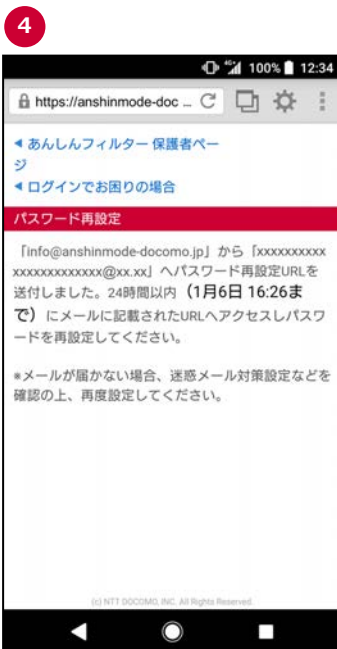 4
4G 100% 12:34
https://anshinmode-doc ...
◀ あんしんフィルター 保護者ペー
ジ
◀ ログインでお困りの場合
パスワード再設定
「info@anshinmode-docomo.jp」から「xxxxxxxxxx
xxxxxxxxxxxxx@xx.xx」へパスワード再設定URLを
送付しました。24時間以内（1月6日 16:26ま
で）にメールに記載されたURLへアクセスしパスワ
ードを再設定してください。
※メールが届かない場合、迷惑メール対策設定などを
確認の上、再度設定してください。
(c) NTT DOCOMO, INC. All Rights Reserved.